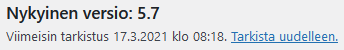 Nykyinen versio: 5.7
Viimeisin tarkistus 17.3.2021 klo 08:18. Tarkista uudelleen.